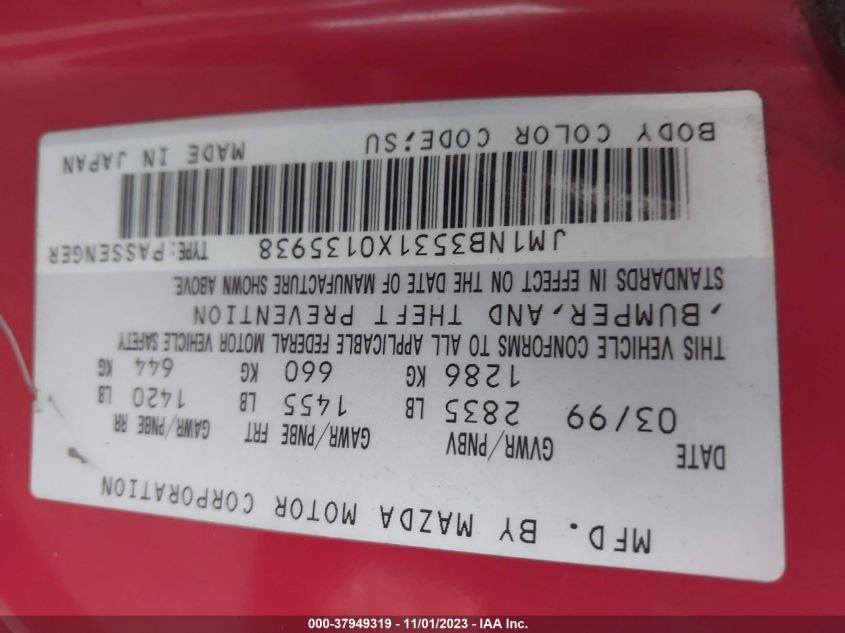 MFD. BY MAZDA MOTOR CORPORATION
DATE GVWR/PNBV GAWR/PNBE FRT GAWR/PNBE RR
03/99 2835 LB 1455 LB 1420 LB
1286 KG 660 KG 644 KG
THIS VEHICLE CONFORMS TO ALL APPLICABLE FEDERAL MOTOR VEHICLE SAFETY
,BUMPER,AND THEFT PREVENTION
STANDARDS IN EFFECT ON THE DATE OF MANUFACTURE SHOWN ABOVE.
JM1NB3531X0135938 TYPE:PASSENGER
BODY COLOR CODE;SU MADE IN JAPAN
000-37949319 - 11/01/2023 - IAA Inc.